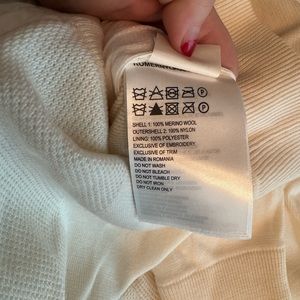 SHELL 1: 100% MERINO WOOL
OUTERSHELL 2: 100% NYLON
LINING: 100% POLYESTER
EXCLUSIVE OF EMBROIDERY.
EXCLUSIVE OF TRIM
MADE IN ROMANIA
DO NOT WASH
DO NOT BLEACH
DO NOT TUMBLE DRY
DO NOT IRON
DRY CLEAN ONLY